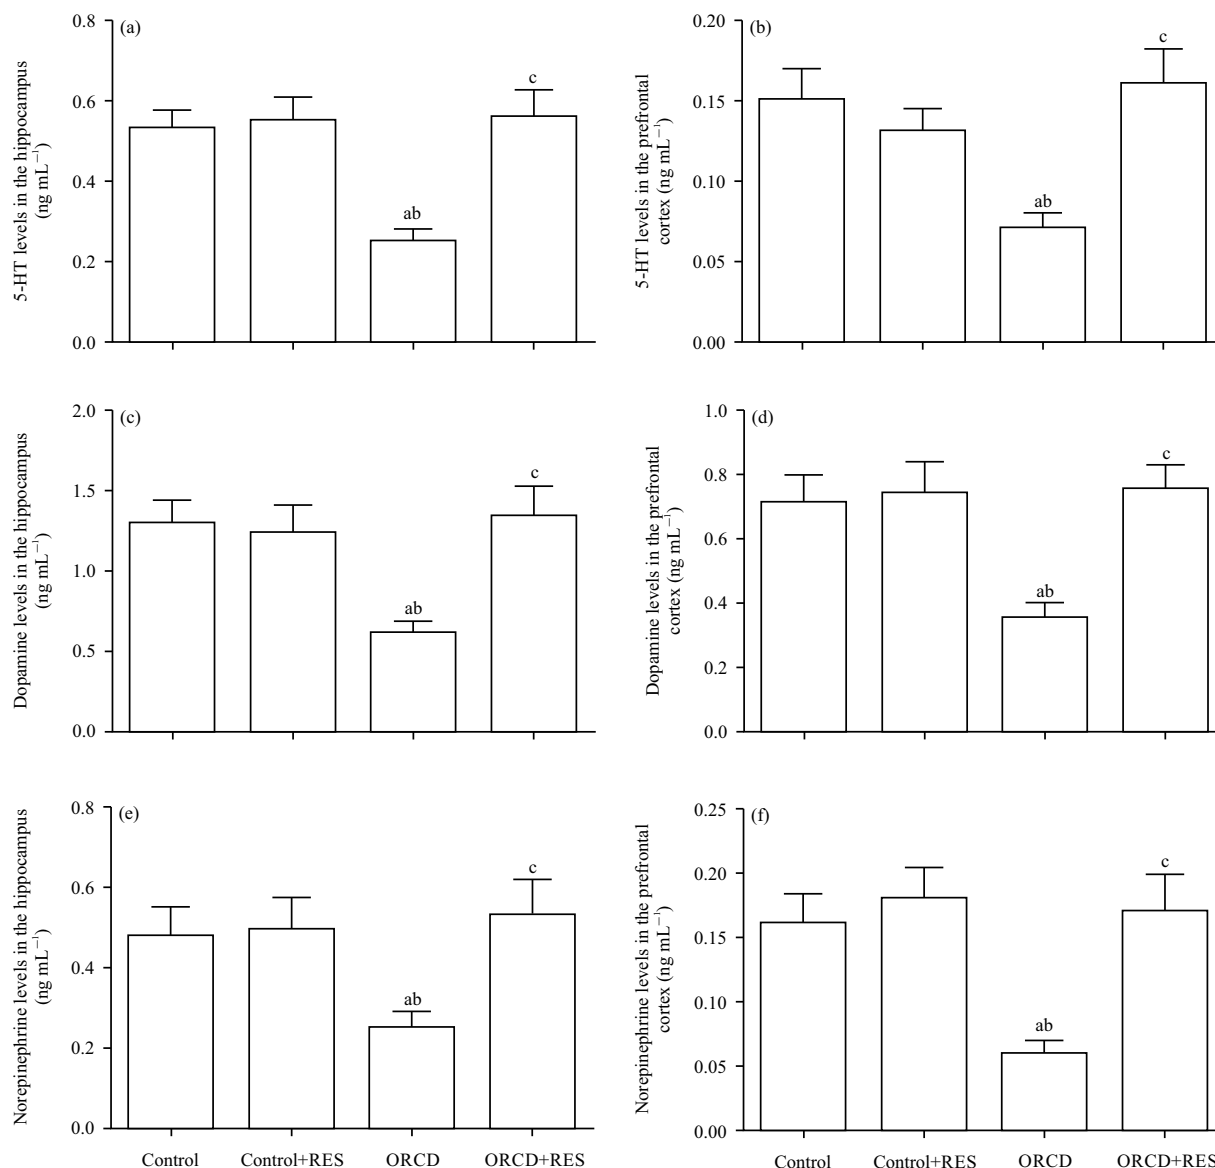 (a)
5-HT levels in the hippocampus
(ng mL⁻¹)
0.8
0.6
0.4
0.2
0.0
ab
c
(b)
5-HT levels in the prefrontal
cortex (ng mL⁻¹)
0.20
0.15
0.10
0.05
0.00
ab
c
(c)
Dopamine levels in the hippocampus
(ng mL⁻¹)
2.0
1.5
1.0
0.5
0.0
ab
c
(d)
Dopamine levels in the prefrontal
cortex (ng mL⁻¹)
1.0
0.8
0.6
0.4
0.2
0.0
ab
c
(e)
Norepinephrine levels in the hippocampus
(ng mL⁻¹)
0.8
0.6
0.4
0.2
0.0
ab
c
Control
Control+RES
ORCD
ORCD+RES
(f)
Norepinephrine levels in the prefrontal
cortex (ng mL⁻¹)
0.25
0.20
0.15
0.10
0.05
0.00
ab
c
Control
Control+RES
ORCD
ORCD+RES